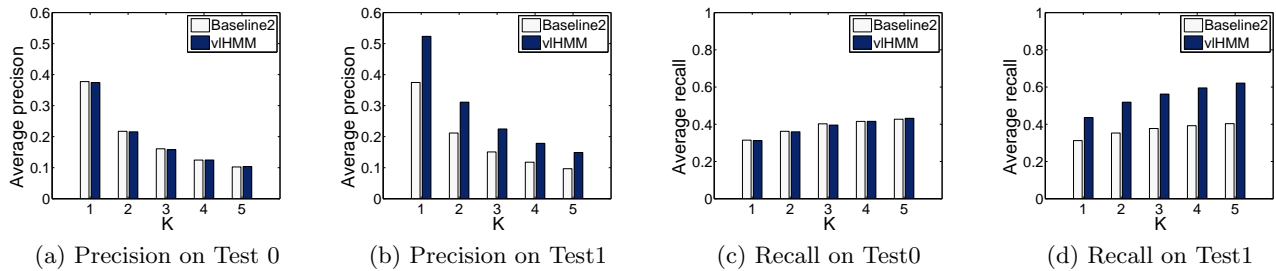 0.6
0.5
0.4
0.3
0.2
0.1
0
Average precision
1 2 3 4 5
K
Baseline2
vlHMM
(a) Precision on Test 0
0.6
0.5
0.4
0.3
0.2
0.1
0
Average precison
1 2 3 4 5
K
Baseline2
vlHMM
(b) Precision on Test1
1
0.8
0.6
0.4
0.2
0
Average recall
1 2 3 4 5
K
Baseline2
vlHMM
(c) Recall on Test0
1
0.8
0.6
0.4
0.2
0
Average recall
1 2 3 4 5
K
Baseline2
vlHMM
(d) Recall on Test1